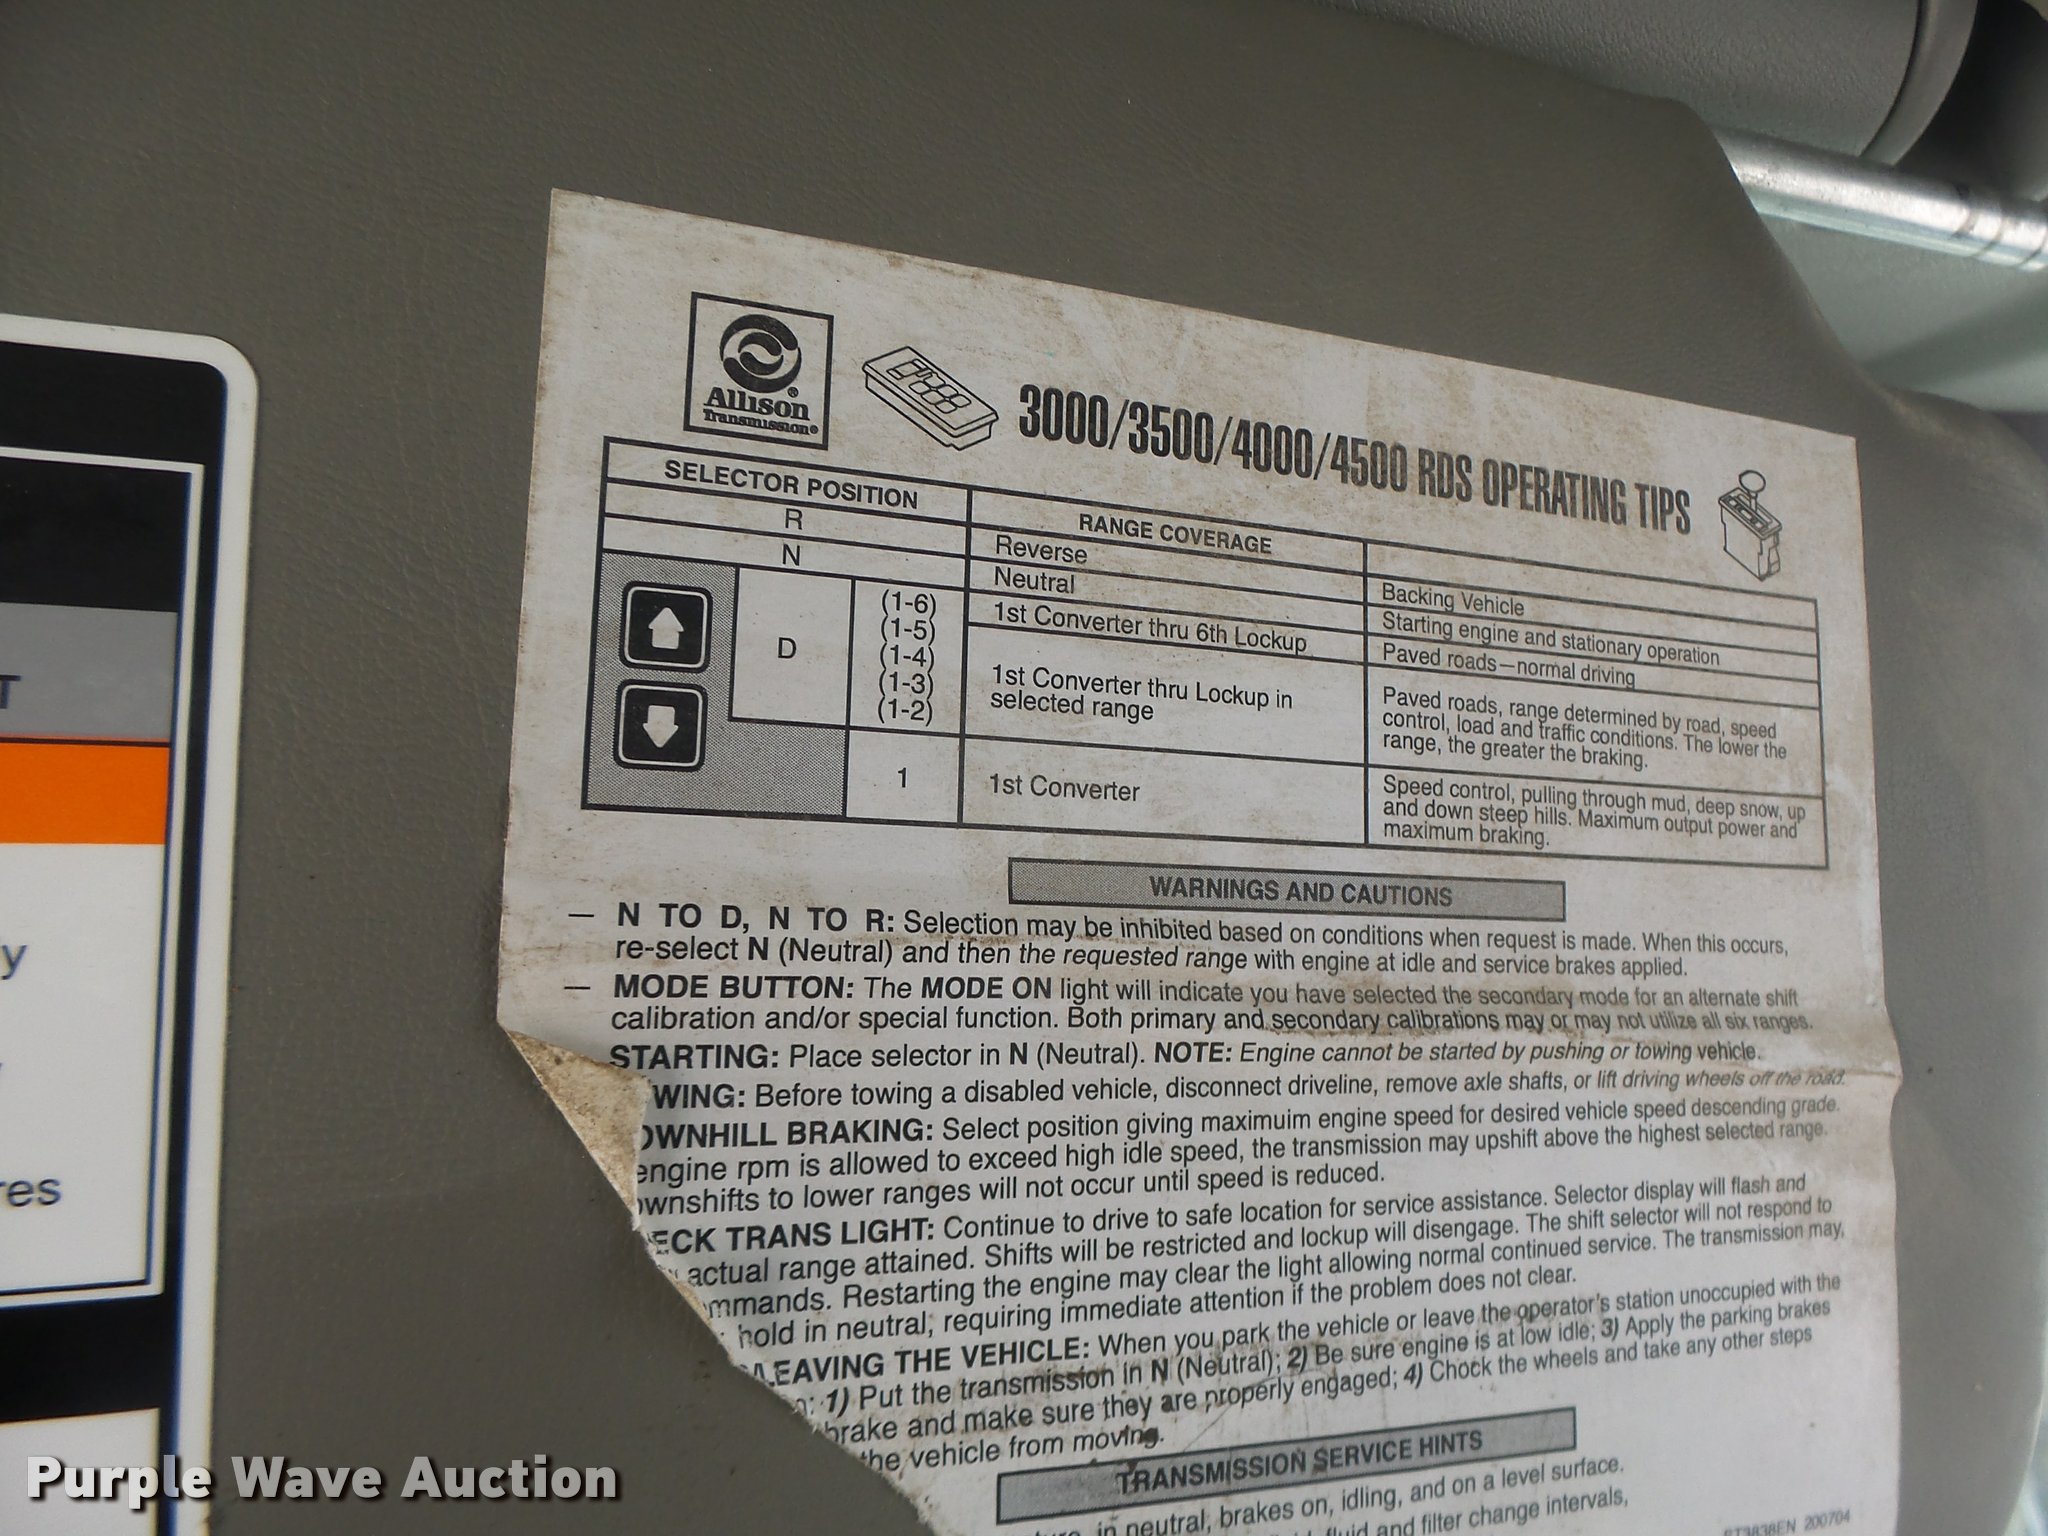 Allison
Transmission®
3000/3500/4000/4500 RDS OPERATING TIPS
SELECTOR POSITION
RANGE COVERAGE
R
Reverse
Backing Vehicle
N
Neutral
Starting engine and stationary operation
D
(1-6)
1st Converter thru 6th Lockup
Paved roads—normal driving
(1-5)
(1-4)
(1-3)
(1-2)
1st Converter thru Lockup in
selected range
Paved roads, range determined by road, speed
control, load and traffic conditions. The lower the
range, the greater the braking.
1
1st Converter
Speed control, pulling through mud, deep snow, up
and down steep hills. Maximum output power and
maximum braking.
WARNINGS AND CAUTIONS
— N TO D, N TO R: Selection may be inhibited based on conditions when request is made. When this occurs,
re-select N (Neutral) and then the requested range with engine at idle and service brakes applied.
— MODE BUTTON: The MODE ON light will indicate you have selected the secondary mode for an alternate shift
calibration and/or special function. Both primary and secondary calibrations may or may not utilize all six ranges.
STARTING: Place selector in N (Neutral). NOTE: Engine cannot be started by pushing or towing vehicle.
WING: Before towing a disabled vehicle, disconnect driveline, remove axle shafts, or lift driving wheels off the road.
OWNHILL BRAKING: Select position giving maximuim engine speed for desired vehicle speed descending grade.
engine rpm is allowed to exceed high idle speed, the transmission may upshift above the highest selected range.
ownshifts to lower ranges will not occur until speed is reduced.
ECK TRANS LIGHT: Continue to drive to safe location for service assistance. Selector display will flash and
actual range attained. Shifts will be restricted and lockup will disengage. The shift selector will not respond to
mmands. Restarting the engine may clear the light allowing normal continued service. The transmission may,
hold in neutral, requiring immediate attention if the problem does not clear.
/LEAVING THE VEHICLE: When you park the vehicle or leave the operator's station unoccupied with the
n: 1) Put the transmission in N (Neutral); 2) Be sure engine is at low idle; 3) Apply the parking brakes
brake and make sure they are properly engaged; 4) Chock the wheels and take any other steps
the vehicle from moving.
TRANSMISSION SERVICE HINTS
in neutral, brakes on, idling, and on a level surface.
fluid and filter change intervals,
ST3838EN 200704
T
y
res
Purple Wave Auction